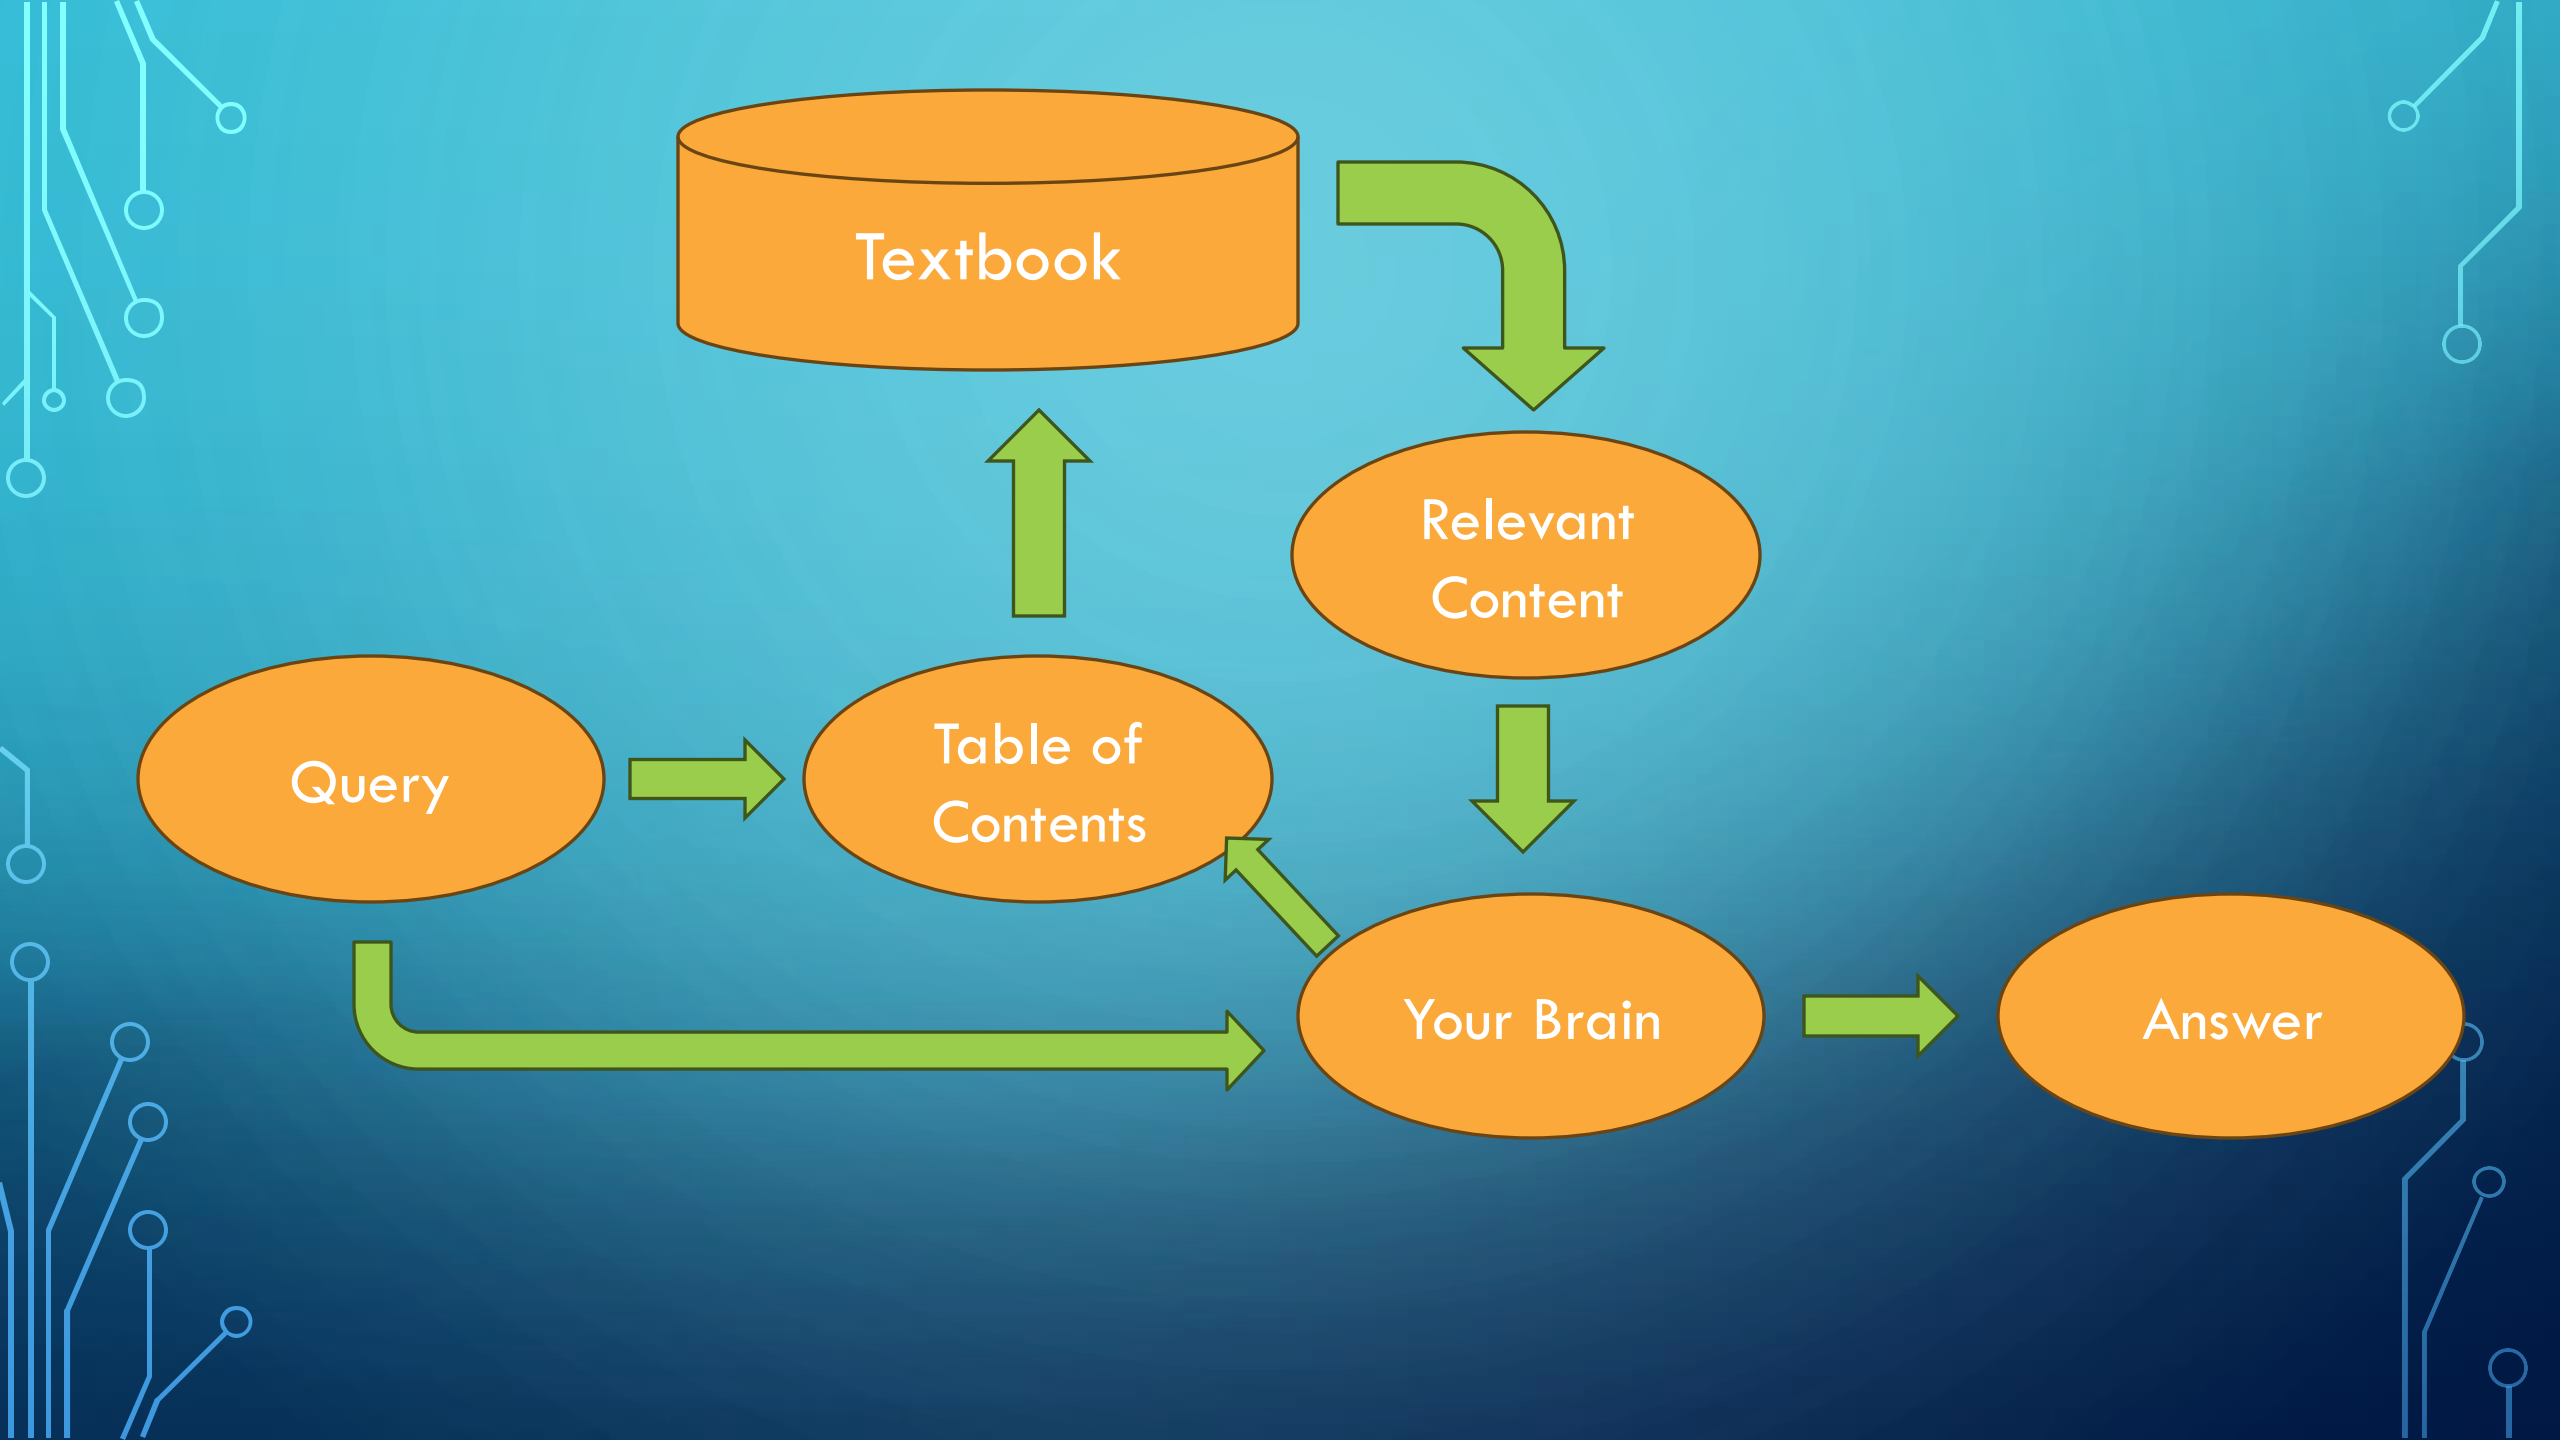 Textbook
Relevant
Content
Query
Table of
Contents
Your Brain
Answer